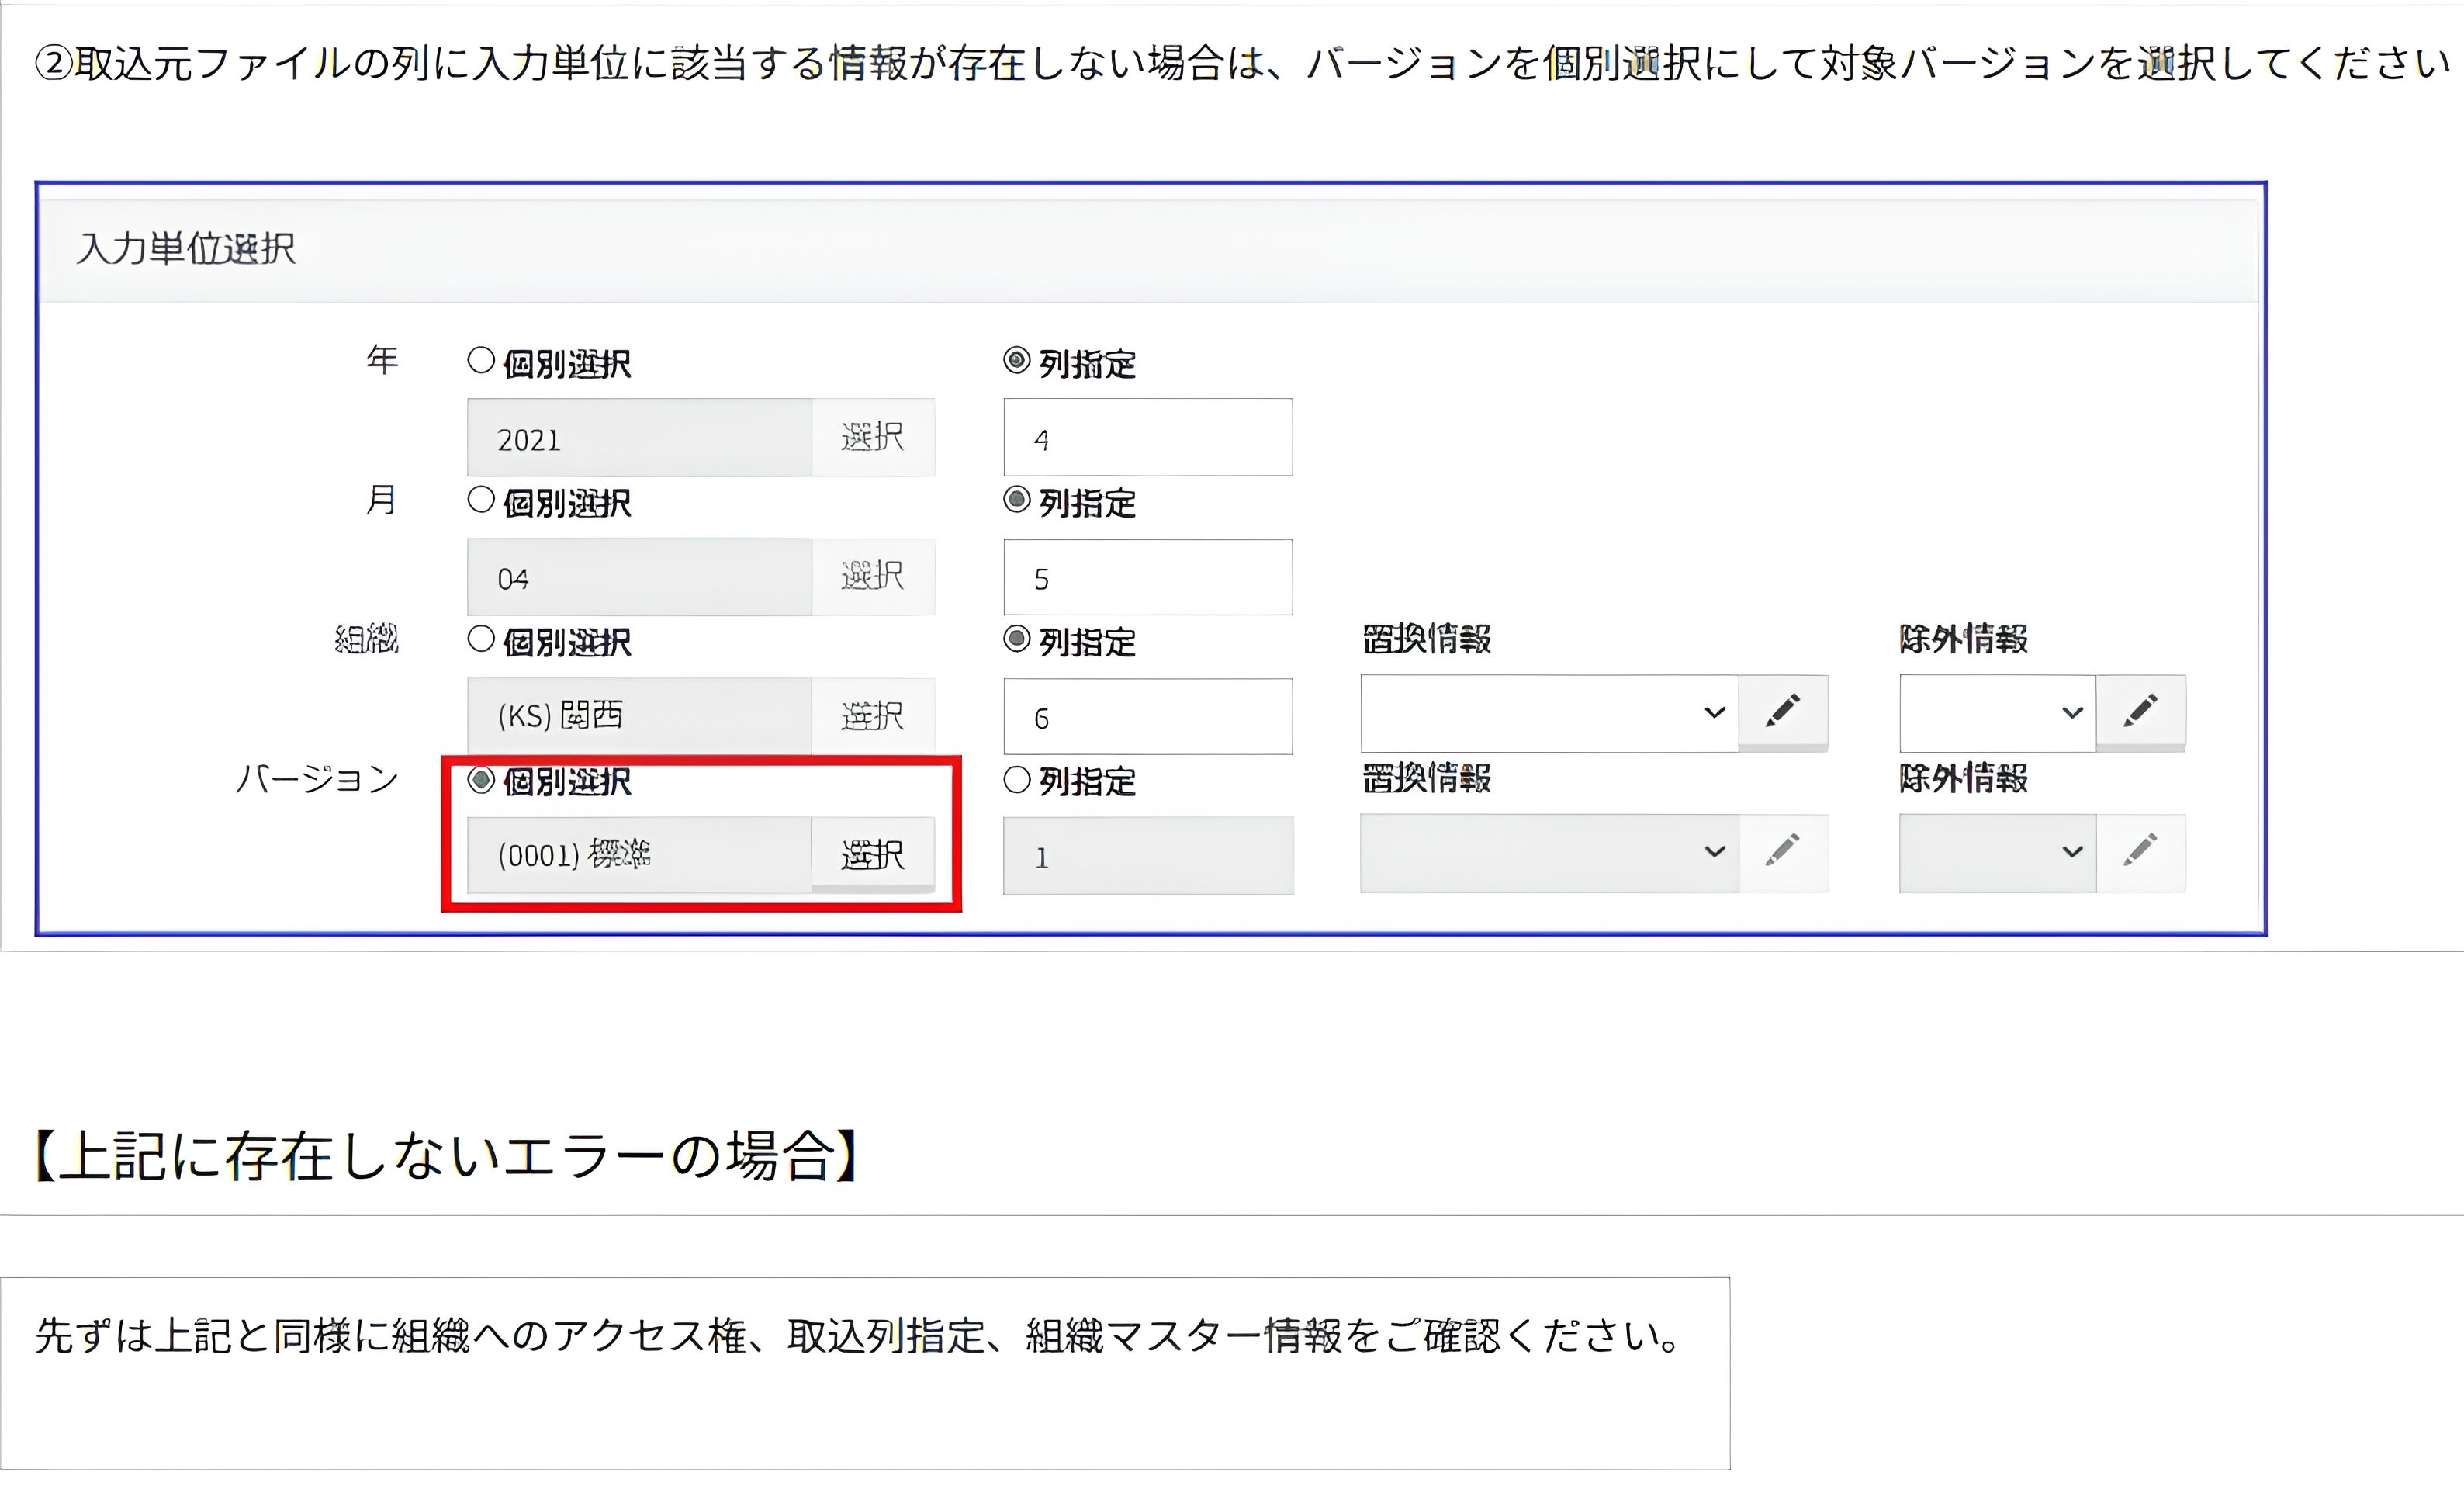 ②取込元ファイルの列に入力単位に該当する情報が存在しない場合は、バージョンを個別選択にして対象バージョンを選択してください
入力単位選択
年 個別選択 列指定
2021 選択 4
月 個別選択 列指定
04 選択 5
組織 個別選択 列指定 置換情報 除外情報
(KS) 関西 選択 6
バージョン 個別選択 列指定 置換情報 除外情報
(0001) 選択 1
【上記に存在しないエラーの場合】
先ずは上記と同様に組織へのアクセス権、取込列指定、組織マスター情報をご確認ください。